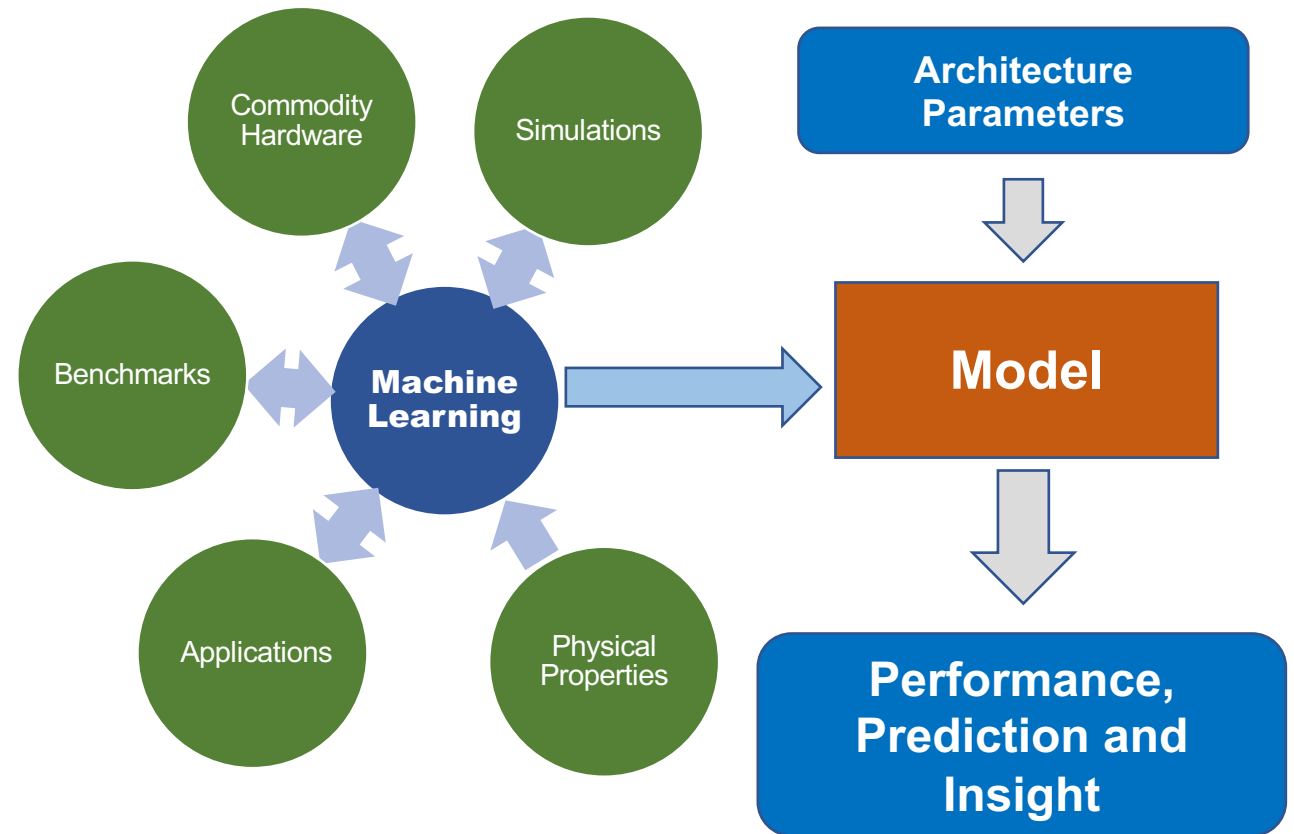 Commodity
Hardware
Simulations
Benchmarks
Machine
Learning
Applications
Physical
Properties
Architecture
Parameters
Model
Performance,
Prediction and
Insight